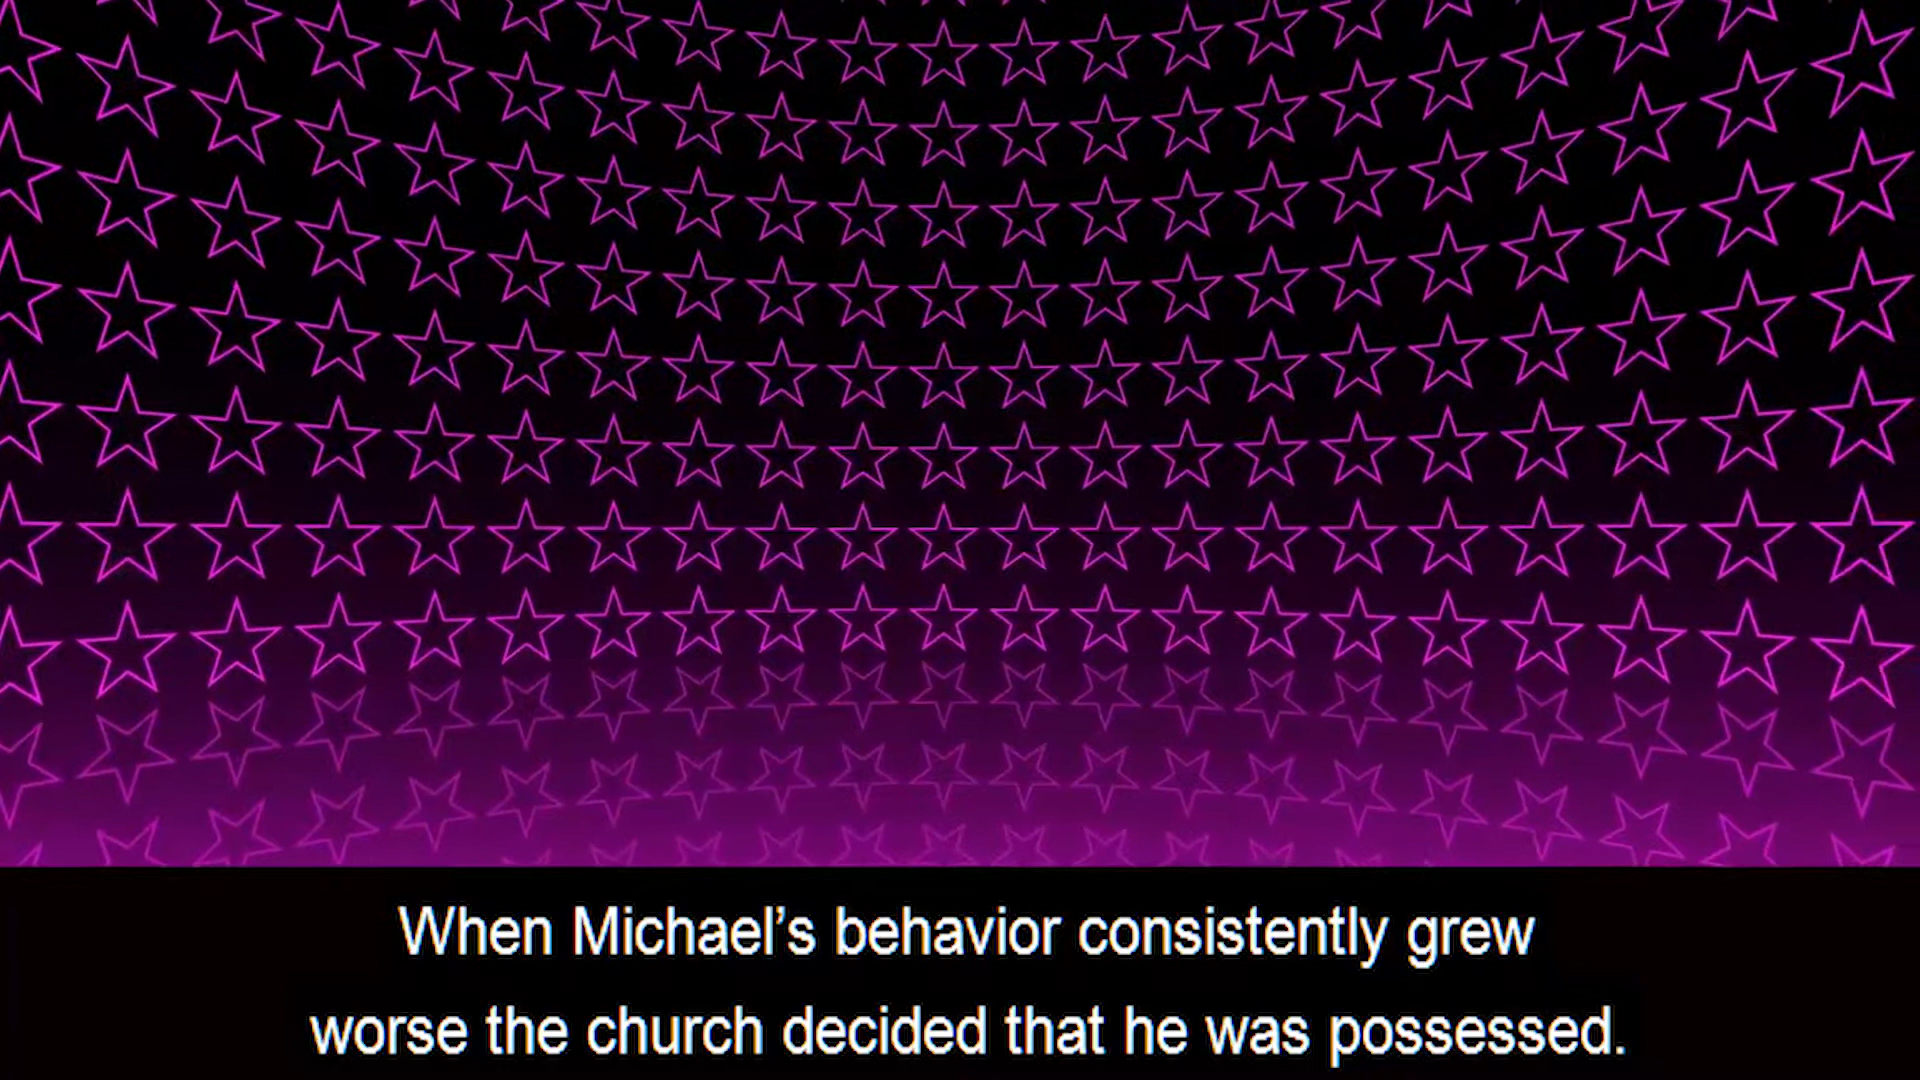 When Michael’s behavior consistently grew
worse the church decided that he was possessed.